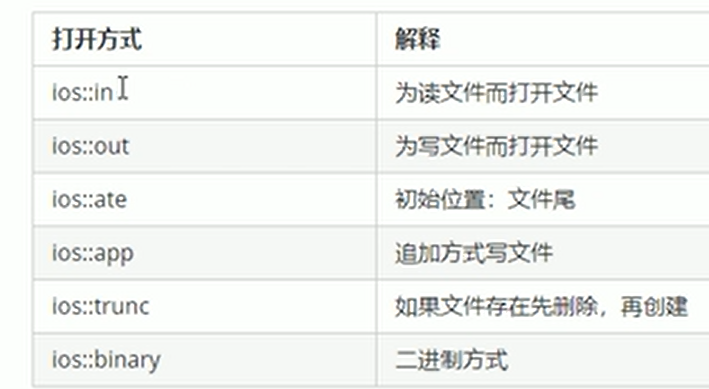 打开方式 解释
ios::in 为读文件而打开文件
ios::out 为写文件而打开文件
ios::ate 初始位置：文件尾
ios::app 追加方式写文件
ios::trunc 如果文件存在先删除，再创建
ios::binary 二进制方式